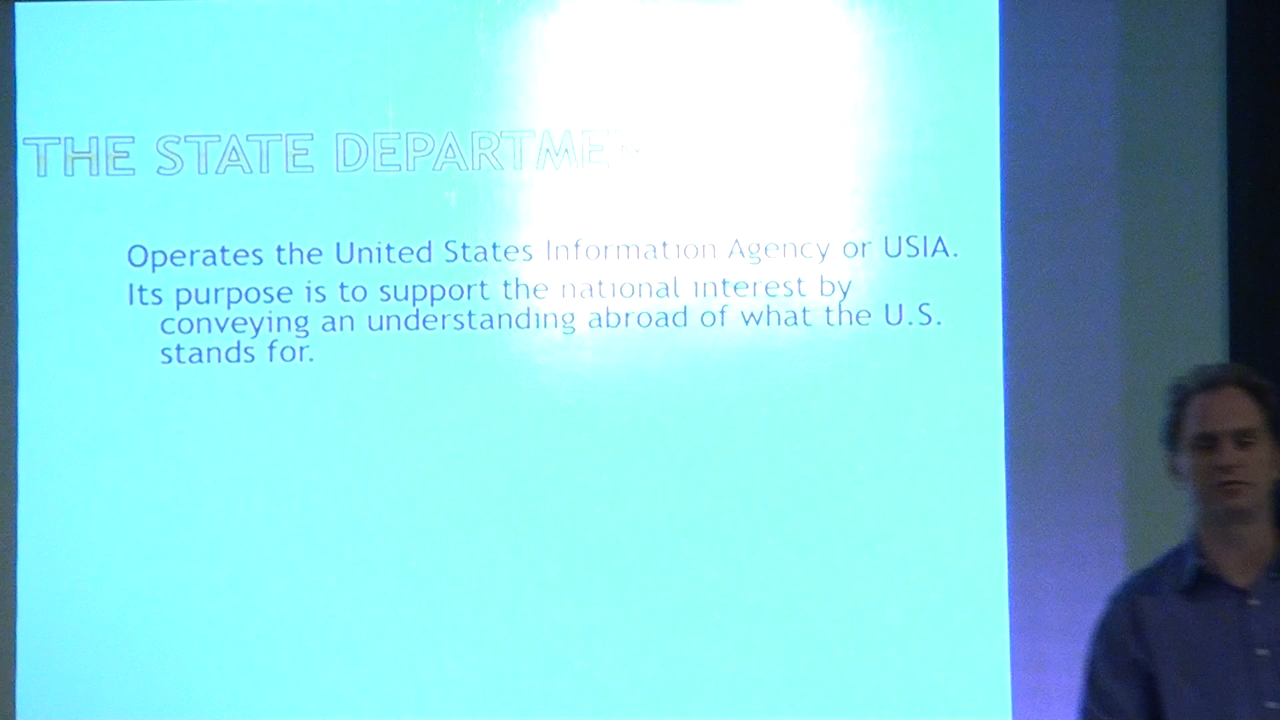 THE STATE DEPARTMEN
Operates the United States Information Agency or USIA.
Its purpose is to support the national interest by
conveying an understanding abroad of what the U.S.
stands for.